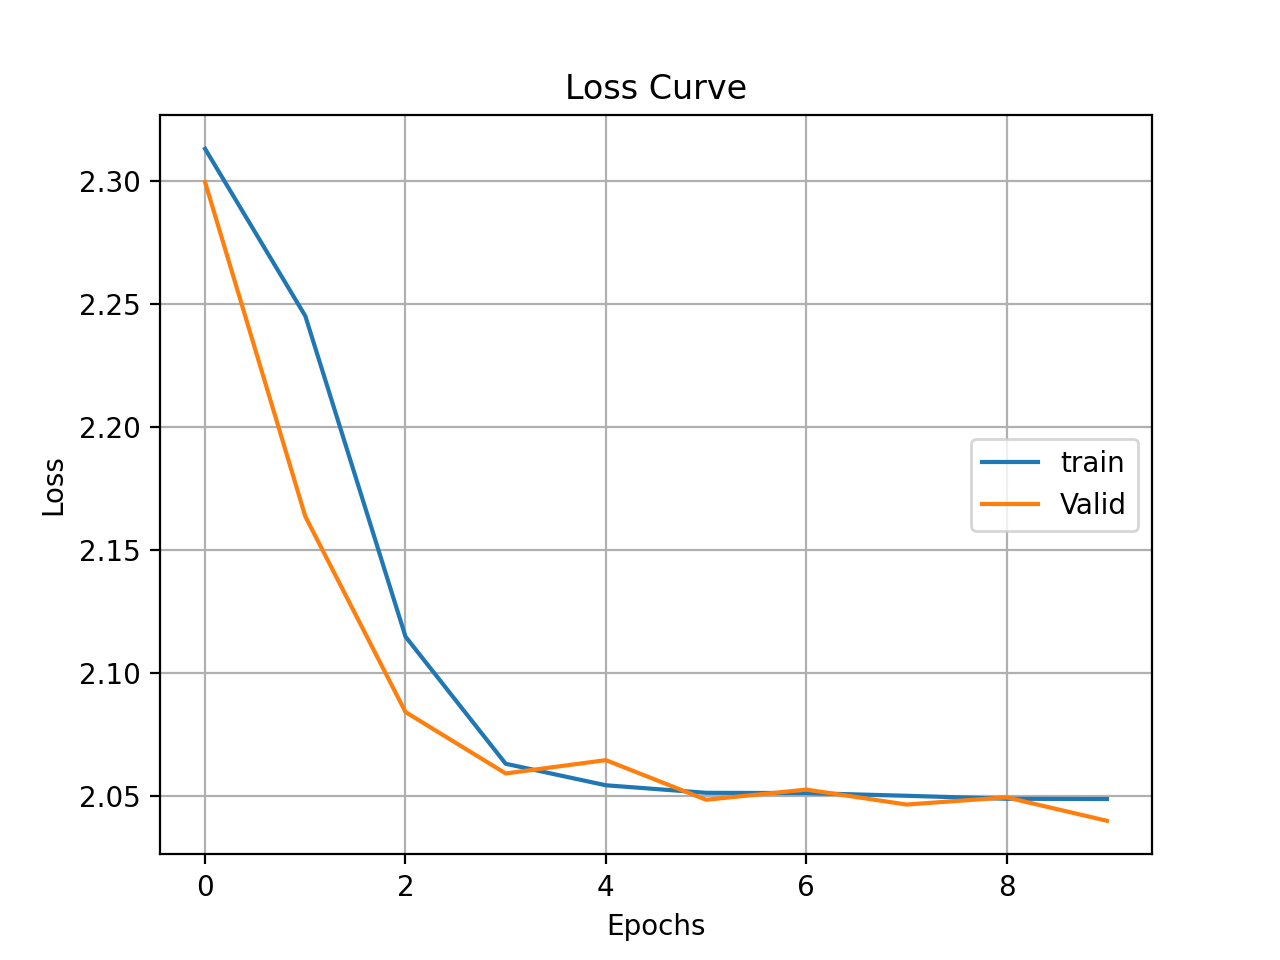 Loss Curve
2.30
2.25
2.20
2.15
2.10
2.05
Loss
train
Valid
0 2 4 6 8
Epochs